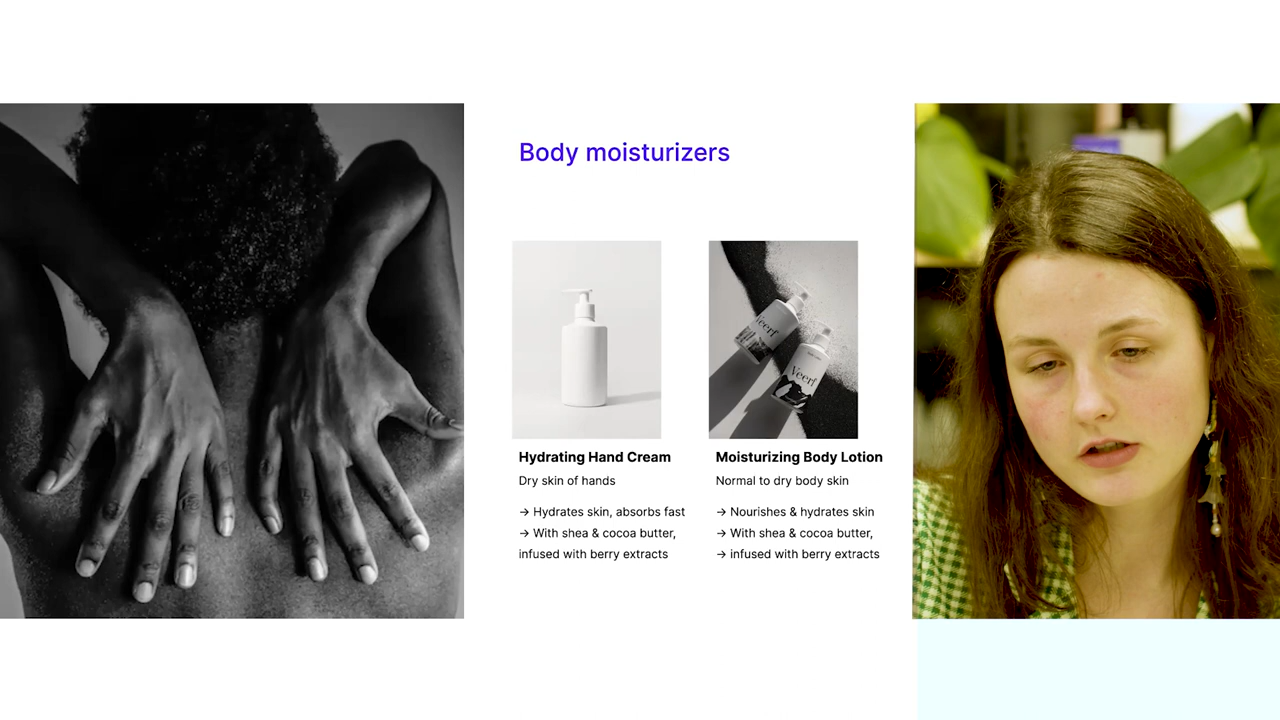 Body moisturizers
Veerf
Veerf
Hydrating Hand Cream
Dry skin of hands
→ Hydrates skin, absorbs fast
→ With shea & cocoa butter,
infused with berry extracts
Moisturizing Body Lotion
Normal to dry body skin
→ Nourishes & hydrates skin
→ With shea & cocoa butter,
→ infused with berry extracts